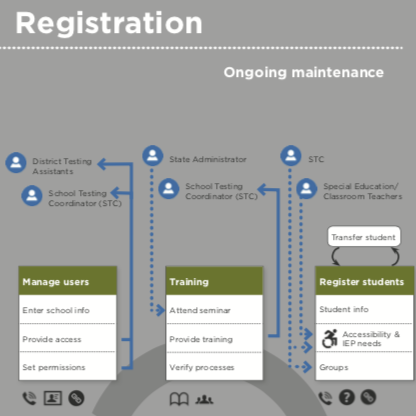 Registration
Ongoing maintenance
District Testing
Assistants
School Testing
Coordinator (STC)
State Administrator
School Testing
Coordinator (STC)
STC
Special Education/
Classroom Teachers
Transfer student
Manage users
Enter school info
Provide access
Set permissions
Training
Attend seminar
Provide training
Verify processes
Register students
Student info
Accessibility &
IEP needs
Groups
?